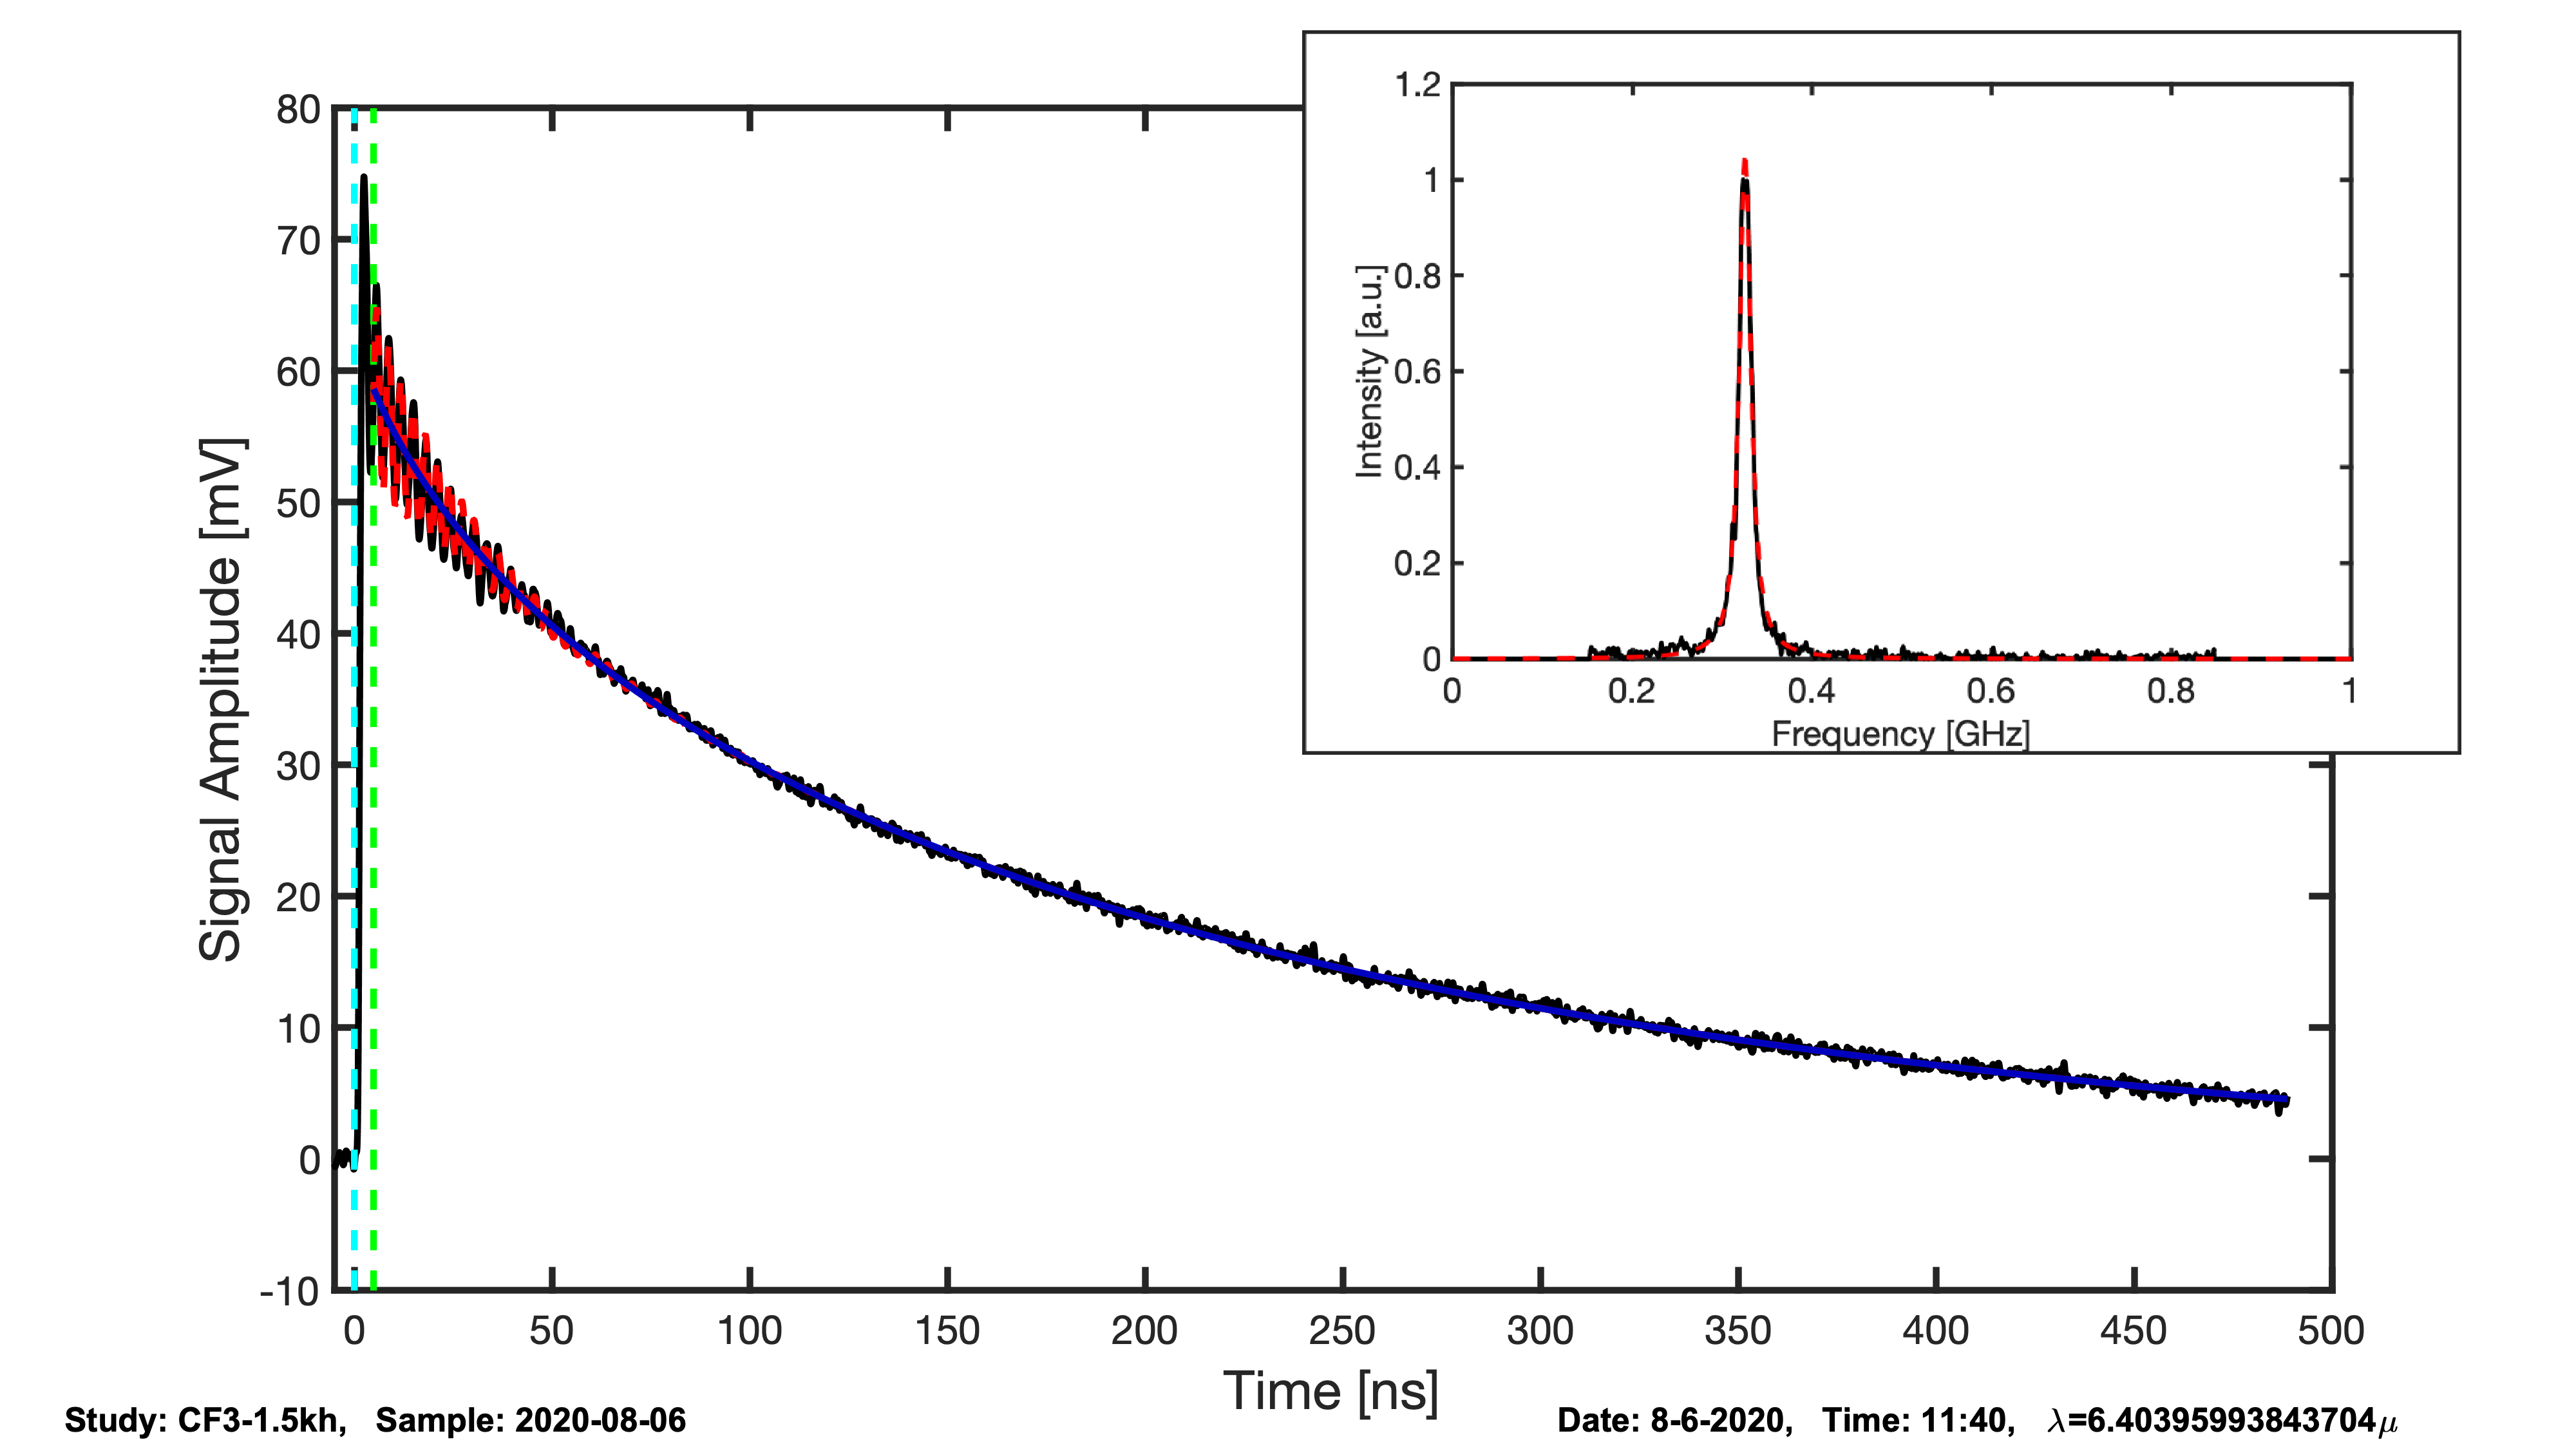 1.2
1
0.8
0.6
0.4
0.2
0
Intensity [a.u.]
0 0.2 0.4 0.6 0.8 1
Frequency [GHz]
80
70
60
50
40
30
20
10
0
-10
Signal Amplitude [mV]
0 50 100 150 200 250 300 350 400 450 500
Time [ns]
Study: CF3-1.5kh, Sample: 2020-08-06
Date: 8-6-2020, Time: 11:40, λ=6.40395993843704μ